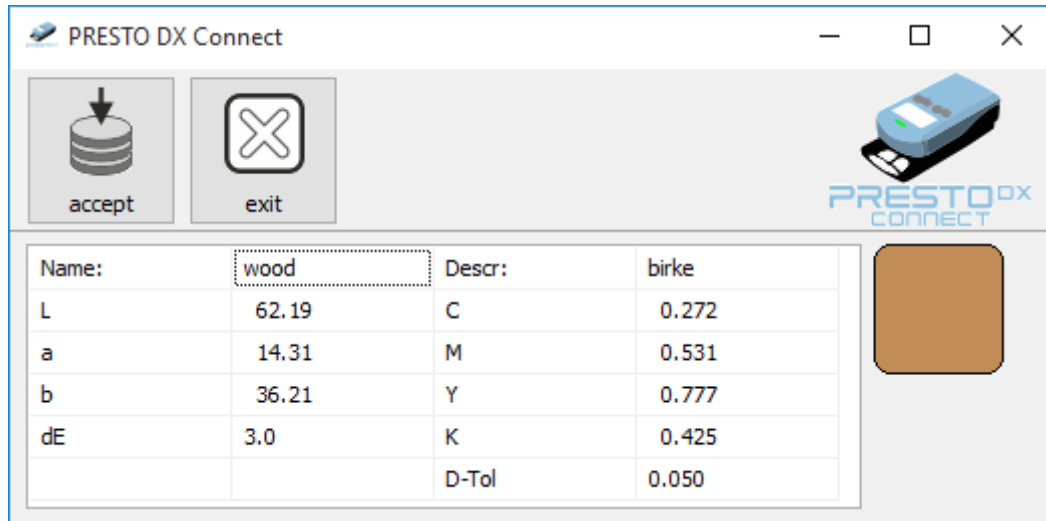 PRESTO DX Connect
accept exit
PRESTO DX
CONNECT
Name: wood Descr: birke
L 62.19 C 0.272
a 14.31 M 0.531
b 36.21 Y 0.777
dE 3.0 K 0.425
D-Tol 0.050